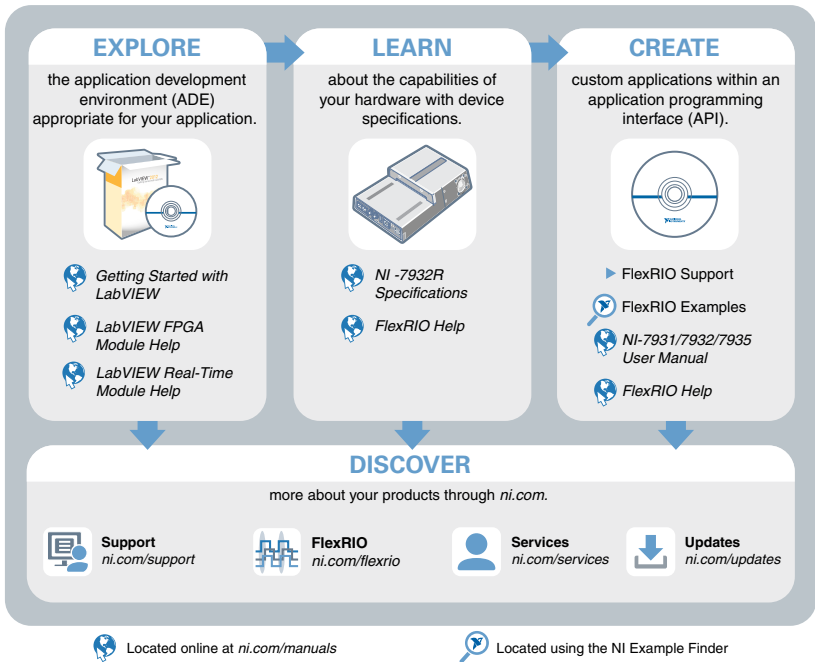 EXPLORE
the application development
environment (ADE)
appropriate for your application.
LabVIEW
Getting Started with
LabVIEW
LabVIEW FPGA
Module Help
LabVIEW Real-Time
Module Help
LEARN
about the capabilities of
your hardware with device
specifications.
NI -7932R
Specifications
FlexRIO Help
CREATE
custom applications within an
application programming
interface (API).
FlexRIO Support
FlexRIO Examples
NI-7931/7932/7935
User Manual
FlexRIO Help
DISCOVER
more about your products through ni.com.
Support
ni.com/support
FlexRIO
ni.com/flexrio
Services
ni.com/services
Updates
ni.com/updates
Located online at ni.com/manuals
Located using the NI Example Finder